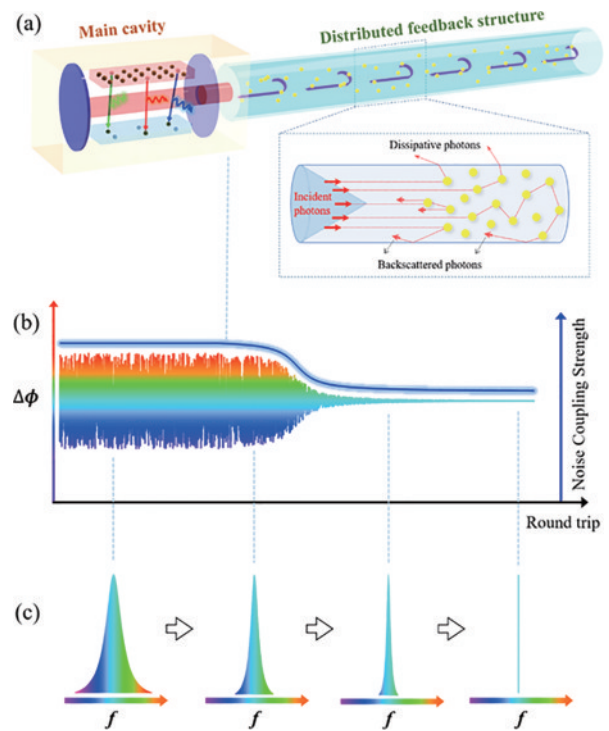 (a)
Main cavity
Distributed feedback structure
Dissipative photons
Incident
photons
Backscattered photons
(b)
Δϕ
Noise Coupling Strength
Round trip
(c)
f
f
f
f